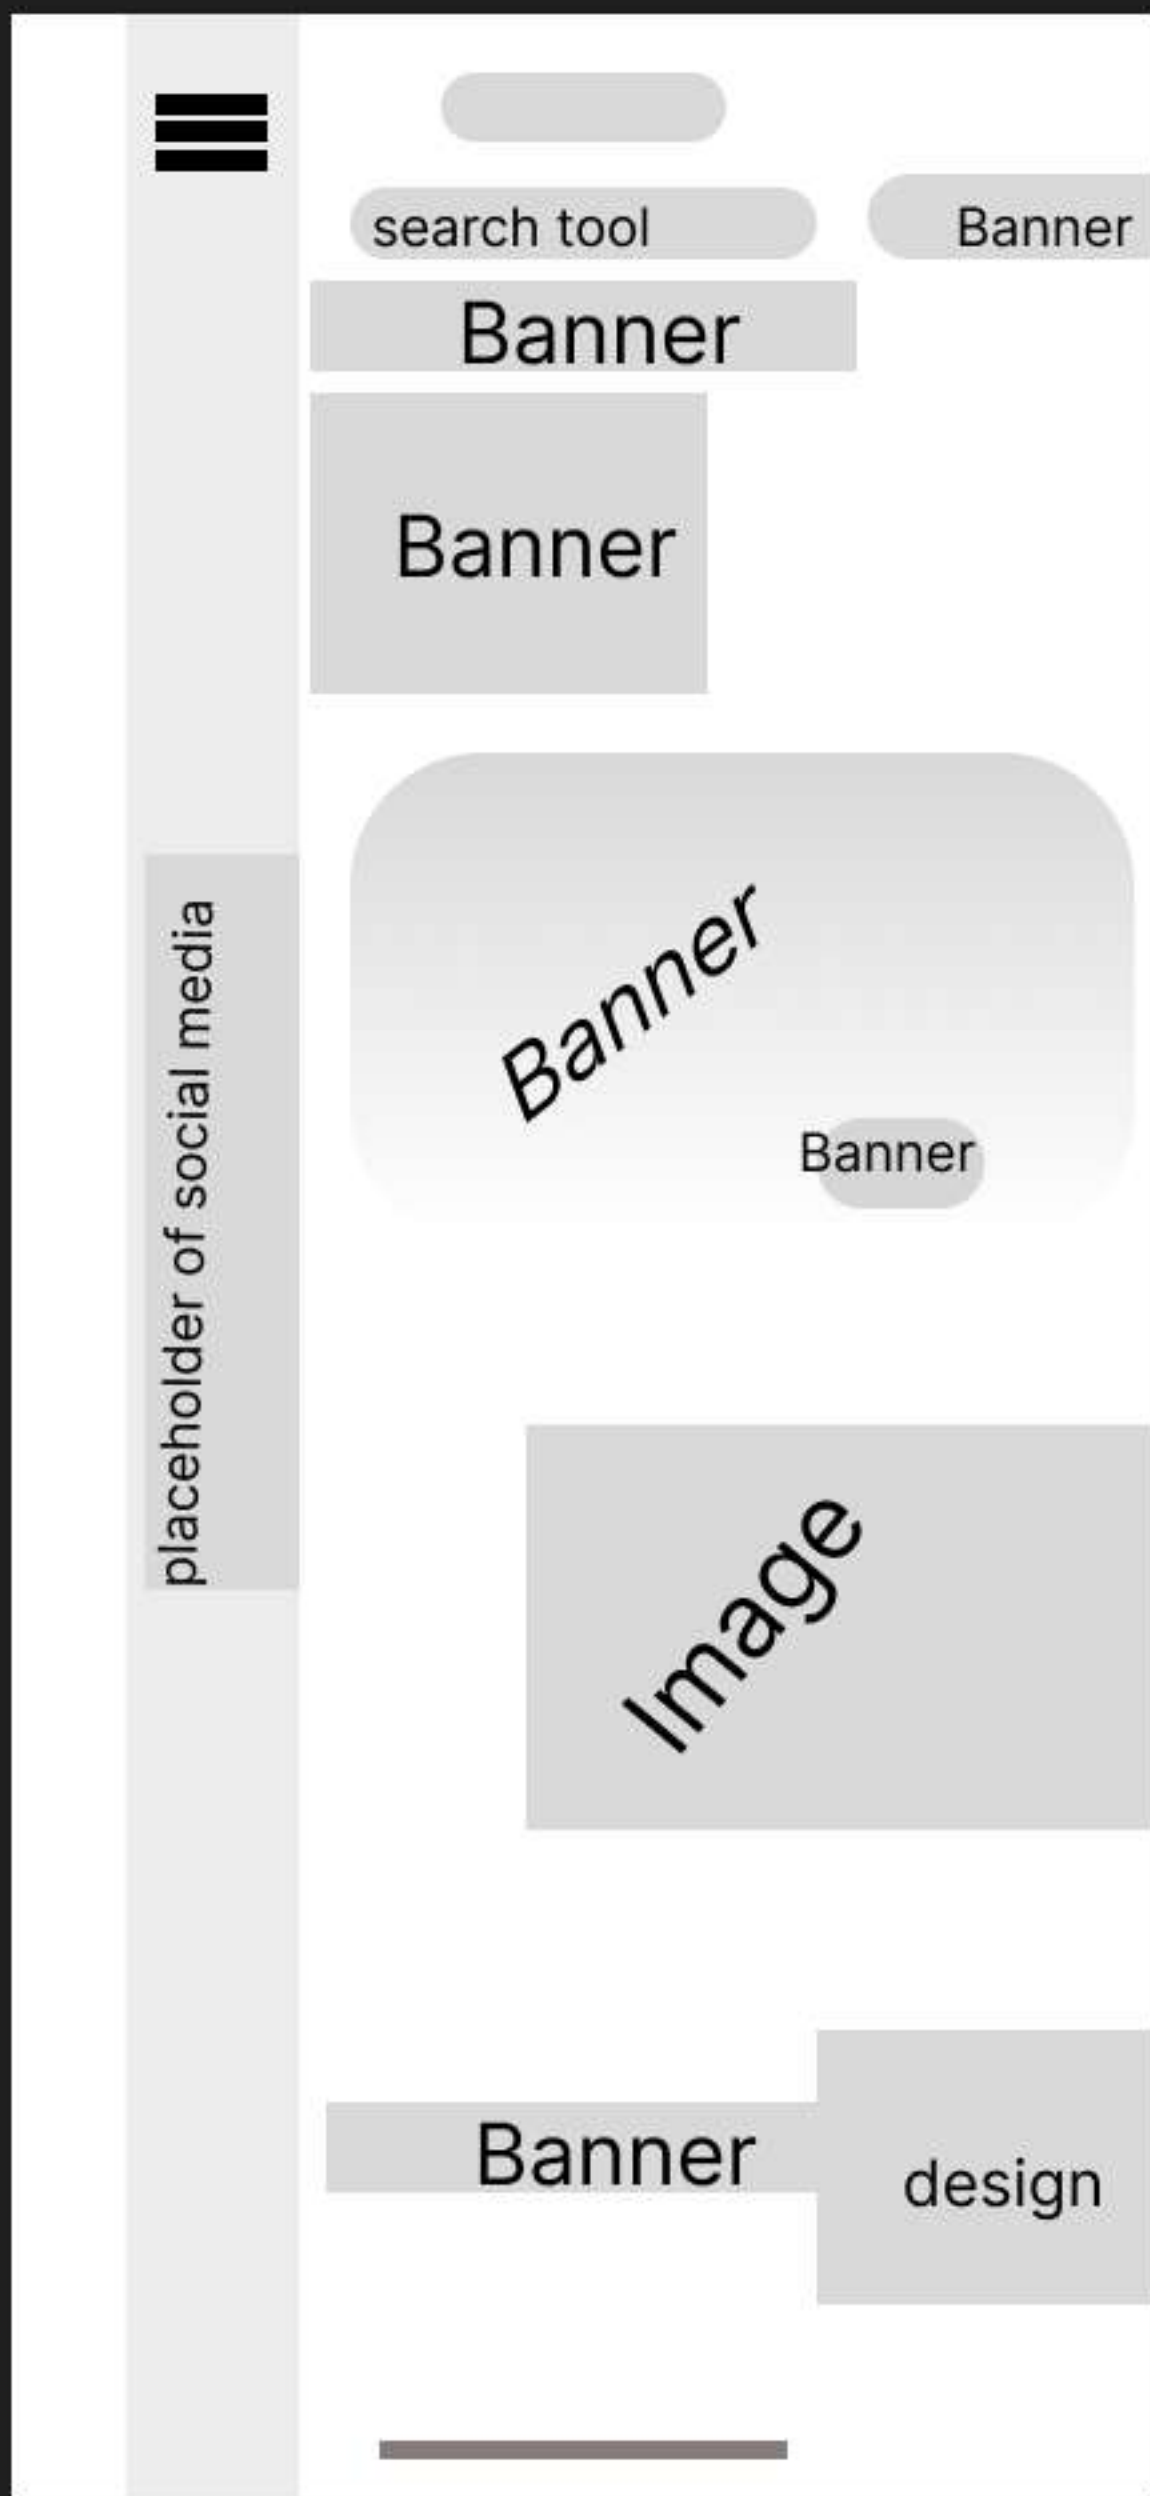 search tool
Banner
Banner
Banner
Banner
Banner
placeholder of social media
Image
Banner
design